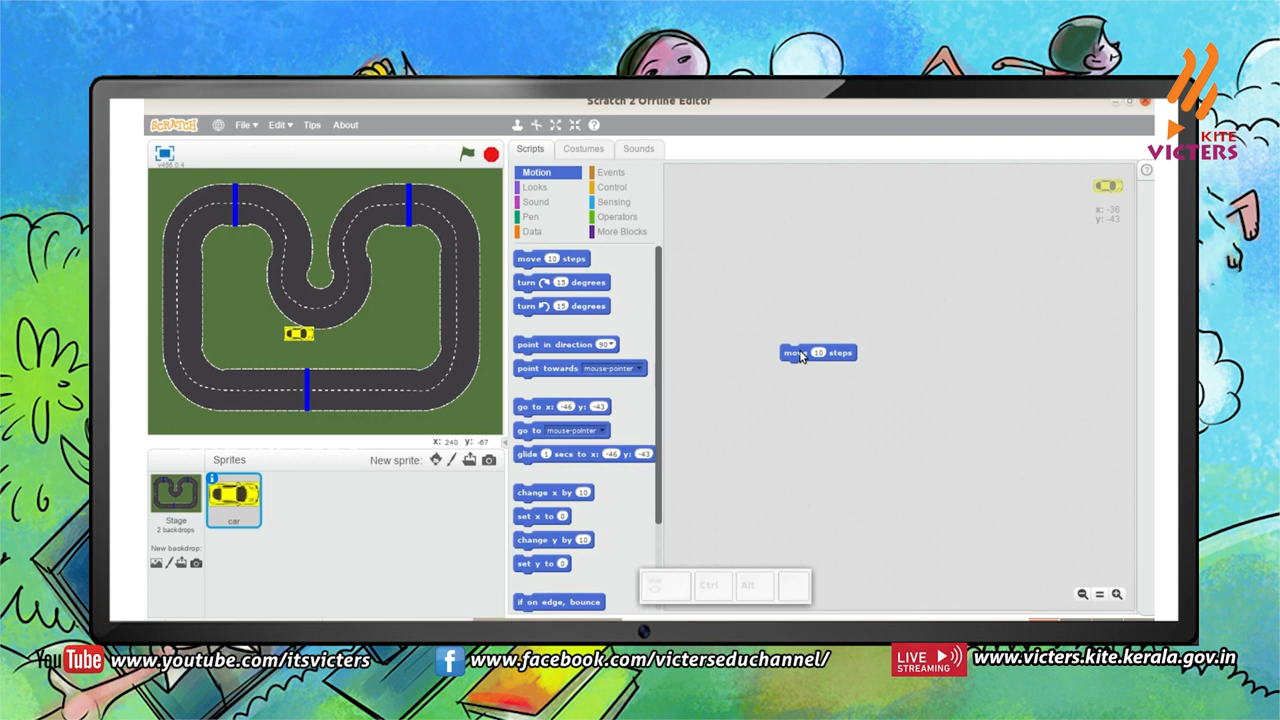 Scratch 2 Offline Editor
SCRATCH File Edit Tips About
KITE
VICTERS
v456.0.4
Scripts Costumes Sounds
Motion Events
Looks Control
Sound Sensing
Pen Operators
Data More Blocks
x: -36
y: -43
move 10 steps
turn 15 degrees
turn 15 degrees
point in direction 90
move 10 steps
point towards mouse-pointer
go to x: -46 y: -43
go to mouse-pointer
x: 240 y: -67
glide 1 secs to x: -46 y: -43
Sprites New sprite:
change x by 10
set x to 0
car
Stage
2 backdrops
change y by 10
New backdrop:
set y to 0
Ctrl Alt
if on edge, bounce
YouTube www.youtube.com/itsvicters
f www.facebook.com/victerseduchannel/
LIVE STREAMING www.victers.kite.kerala.gov.in